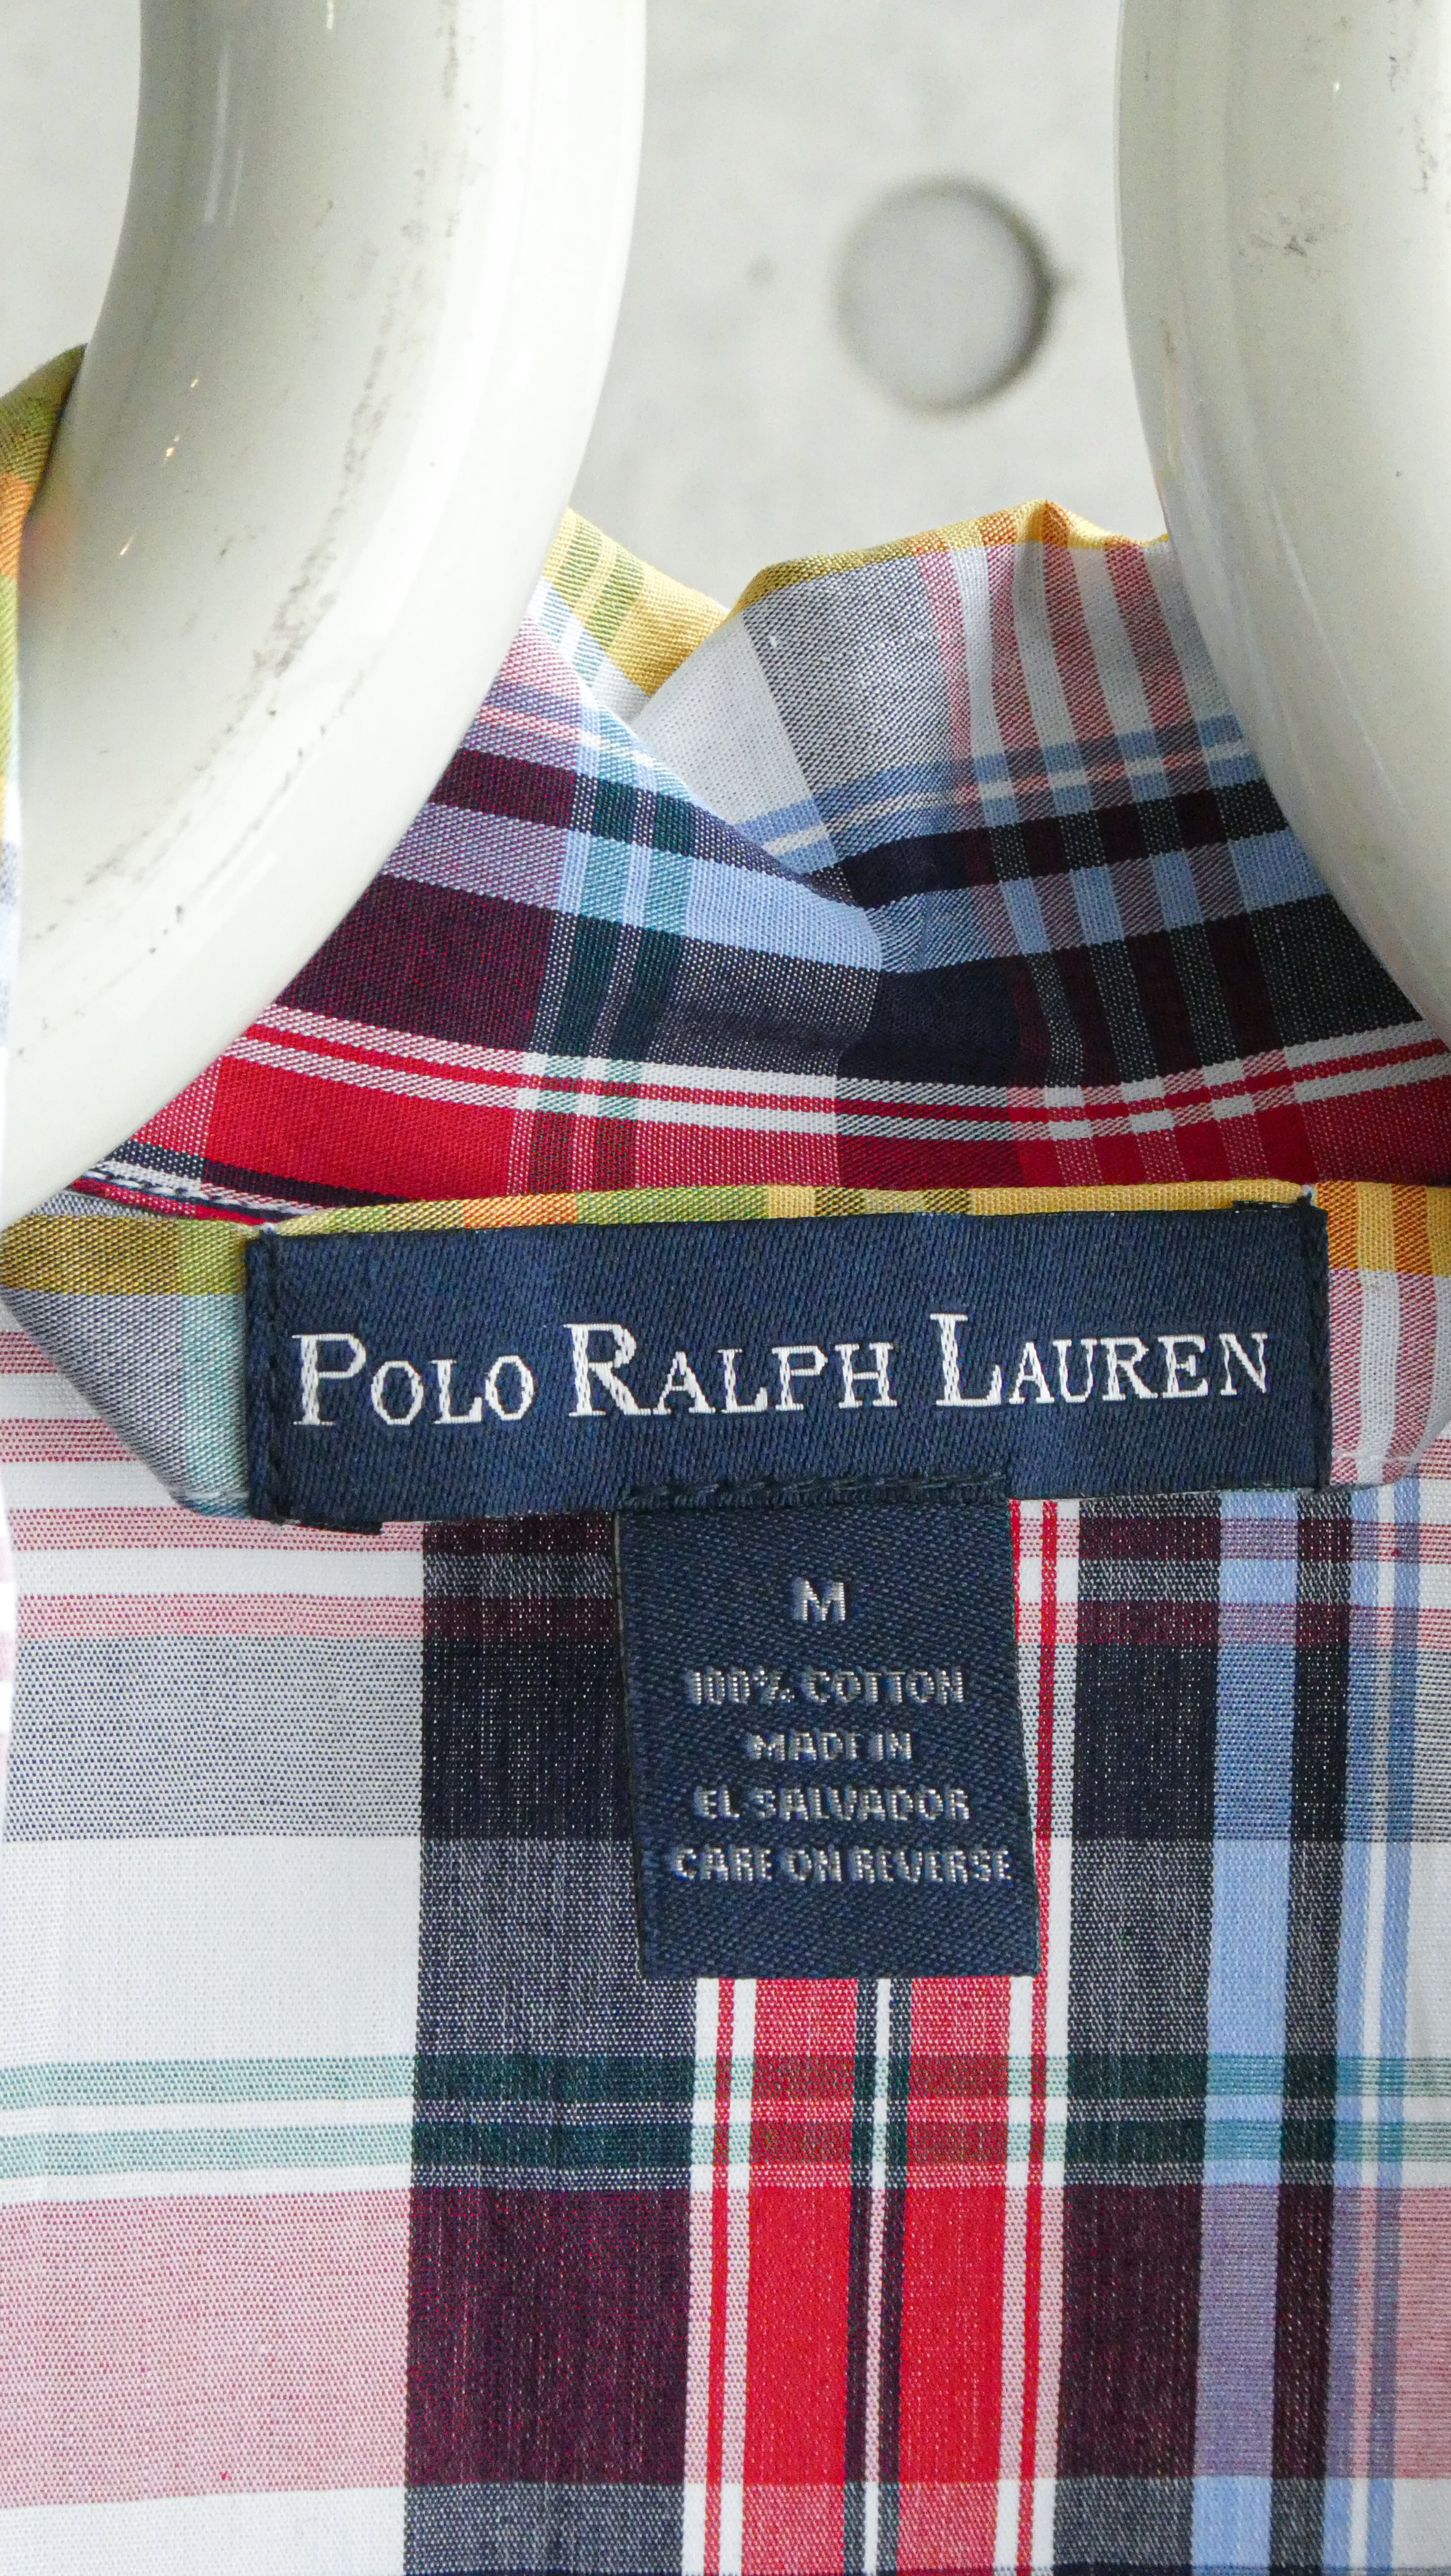 POLO RALPH LAUREN
M
100% COTTON
MADE IN
EL SALVADOR
CARE ON REVERSE